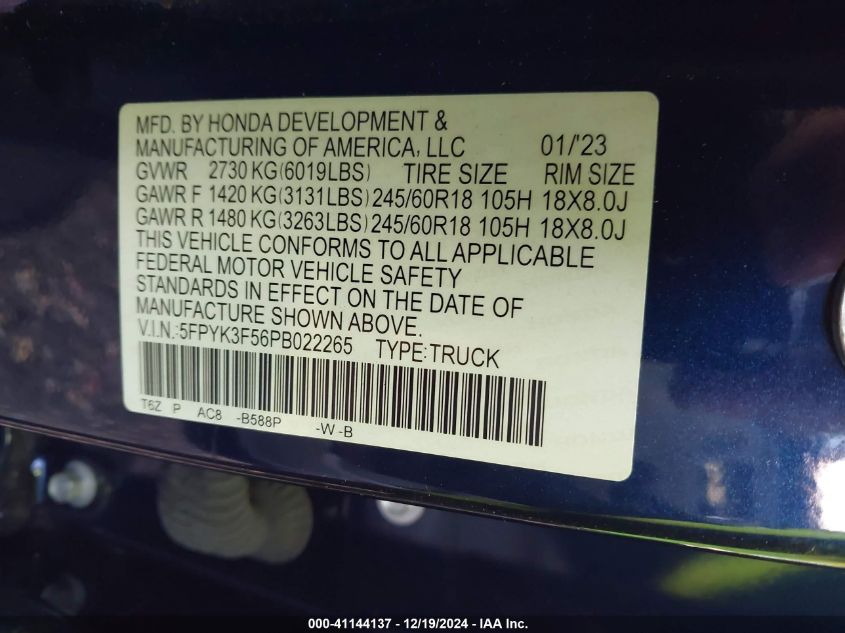 MFD. BY HONDA DEVELOPMENT &
MANUFACTURING OF AMERICA, LLC 01/'23
GVWR 2730 KG(6019LBS) TIRE SIZE RIM SIZE
GAWR F 1420 KG(3131LBS) 245/60R18 105H 18X8.0J
GAWR R 1480 KG(3263LBS) 245/60R18 105H 18X8.0J
THIS VEHICLE CONFORMS TO ALL APPLICABLE
FEDERAL MOTOR VEHICLE SAFETY
STANDARDS IN EFFECT ON THE DATE OF
MANUFACTURE SHOWN ABOVE.
V.I.N.:5FPYK3F56PB022265 TYPE:TRUCK
T6Z P AC8 -B588P -W -B
000-41144137 - 12/19/2024 - IAA Inc.